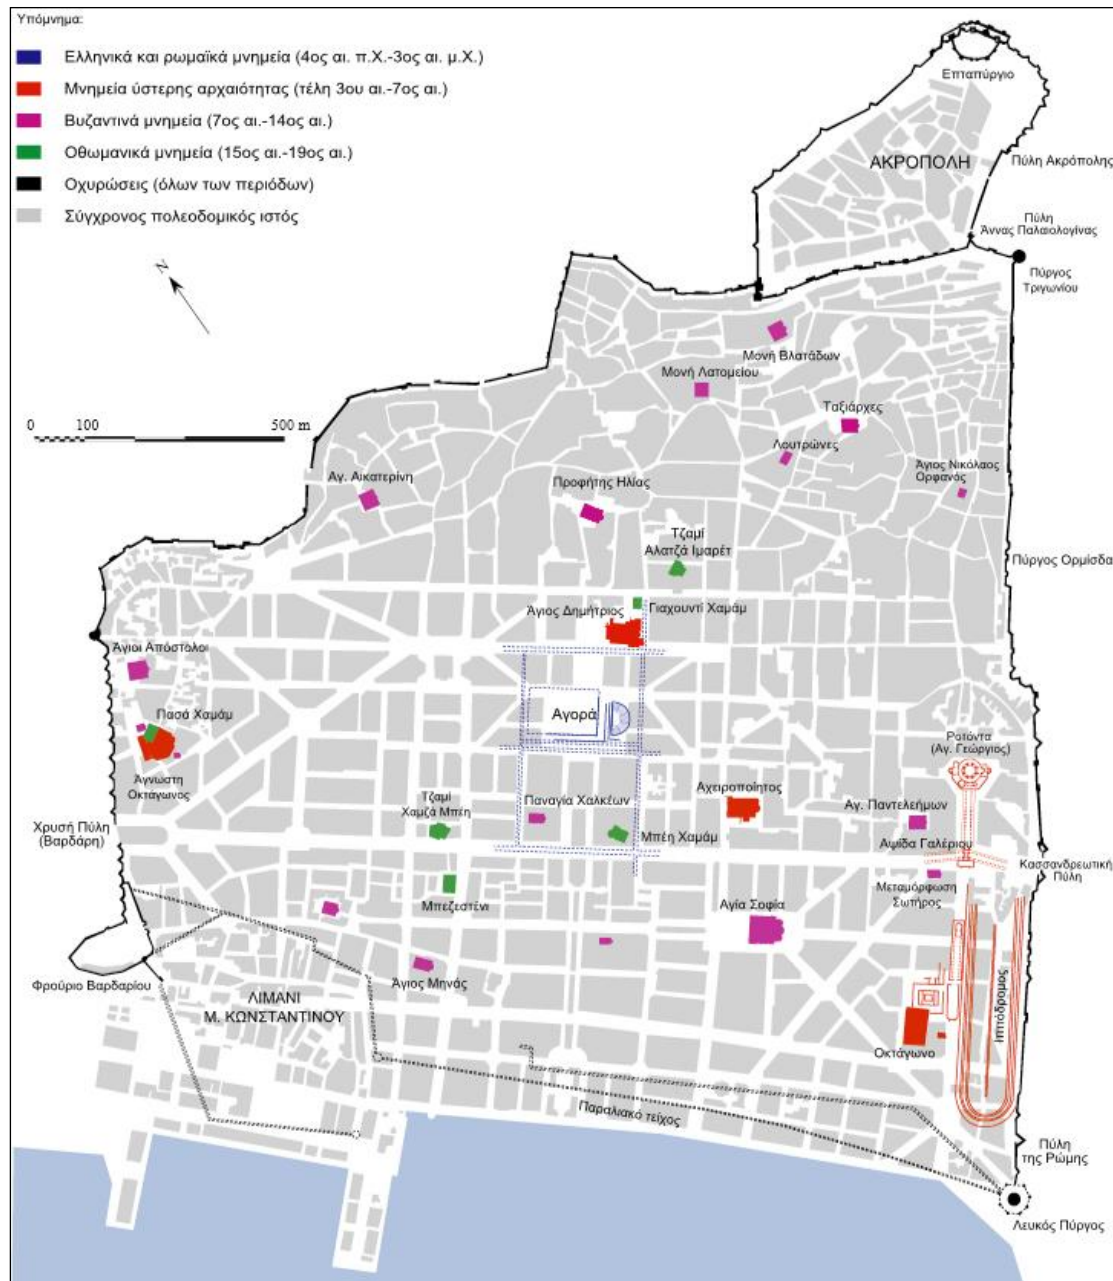 Υπόμνημα:
Ελληνικά και ρωμαϊκά μνημεία (4ος αι. π.Χ.-3ος αι. μ.Χ.)
Μνημεία ύστερης αρχαιότητας (τέλη 3ου αι.-7ος αι.)
Βυζαντινά μνημεία (7ος αι.-14ος αι.)
Οθωμανικά μνημεία (15ος αι.-19ος αι.)
Οχυρώσεις (όλων των περιόδων)
Σύγχρονος πολεοδομικός ιστός
Επταπύργιο
ΑΚΡΟΠΟΛΗ
Πύλη Ακρόπολης
Πύλη
Άννας Παλαιολογίνας
Πύργος
Τριγωνίου
N
Μονή Βλατάδων
Μονή Λατομείου
Ταξιάρχες
0 100 500 m
Λουτρώνες
Άγιος Νικόλαος
Ορφανός
Αγ. Αικατερίνη
Προφήτης Ηλίας
Τζαμί
Αλατζά Ιμαρέτ
Πύργος Ορμίσδα
Άγιος Δημήτριος
Γιαχουντί Χαμάμ
Άγιοι Απόστολοι
Πασά Χαμάμ
Αγορά
Ροτόντα
(Αγ. Γεώργιος)
Άγνωστη
Οκτάγωνος
Αχειροποίητος
Τζαμί
Χαμζά Μπέη
Παναγία Χαλκέων
Αγ. Παντελεήμων
Χρυσή Πύλη
(Βαρδάρη)
Μπέη Χαμάμ
Αψίδα Γαλέριου
Κασσανδρεωτική
Πύλη
Μεταμόρφωση
Σωτήρος
Μπεζεστένι
Αγία Σοφία
Φρούριο Βαρδαρίου
Άγιος Μηνάς
ΛΙΜΑΝΙ
Μ. ΚΩΝΣΤΑΝΤΙΝΟΥ
Ιππόδρομος
Οκτάγωνο
Παραλιακό τείχος
Πύλη
της Ρώμης
Λευκός Πύργος